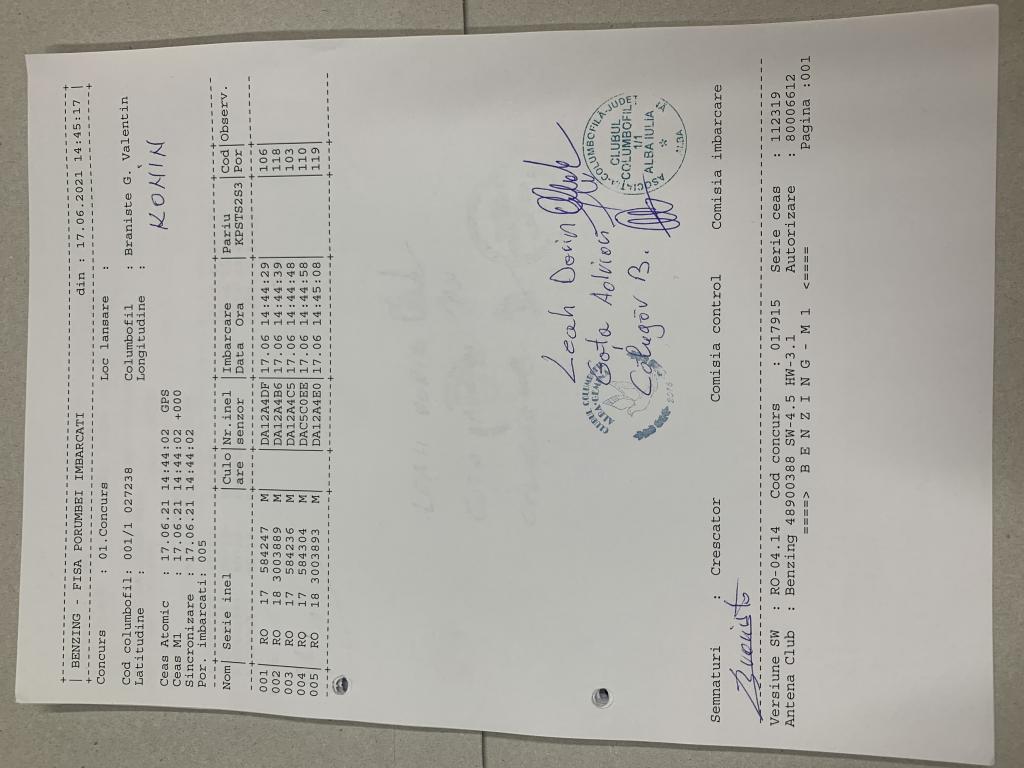 | BENZING - FISA PORUMBEI IMBARCATI din : 17.06.2021 14:45:17 |
Concurs : 01.Concurs Loc lansare :
Cod columbofil: 001/1 027238 Columbofil : Braniste G. Valentin
Latitudine : Longitudine :
KONIN
Ceas Atomic : 17.06.21 14:44:02 GPS
Ceas M1 : 17.06.21 14:44:02 +000
Sincronizare : 17.06.21 14:44:02
Por. imbarcati: 005
Nom| Serie inel |Culo|Nr.inel |Imbarcare |Pariu |Cod|Observ.
|are |senzor |Data Ora | KPSTS2S3|Por|
001| RO 17 584247 M| |DA12A4DF|17.06 14:44:29| |106|
002| RO 18 3003889 M| |DA12A4B6|17.06 14:44:39| |118|
003| RO 17 584236 M| |DA12A4C5|17.06 14:44:48| |103|
004| RO 17 584304 M| |DAC5C0EE|17.06 14:44:58| |110|
005| RO 18 3003893 M| |DA12A4E0|17.06 14:45:08| |119|
Leah Dorin
Adrian
B.
CLUBUL
COLUMBOFIL
1/1
ALBA IULIA
Semnaturi : Crescator Comisia control Comisia imbarcare
Versiune SW : RO-04.14 Cod concurs : 017915 Serie ceas : 112319
Antena Club : Benzing 48900388 SW-4.5 HW-3.1 Autorizare : 80006612
====> B E N Z I N G - M 1 <==== Pagina :001